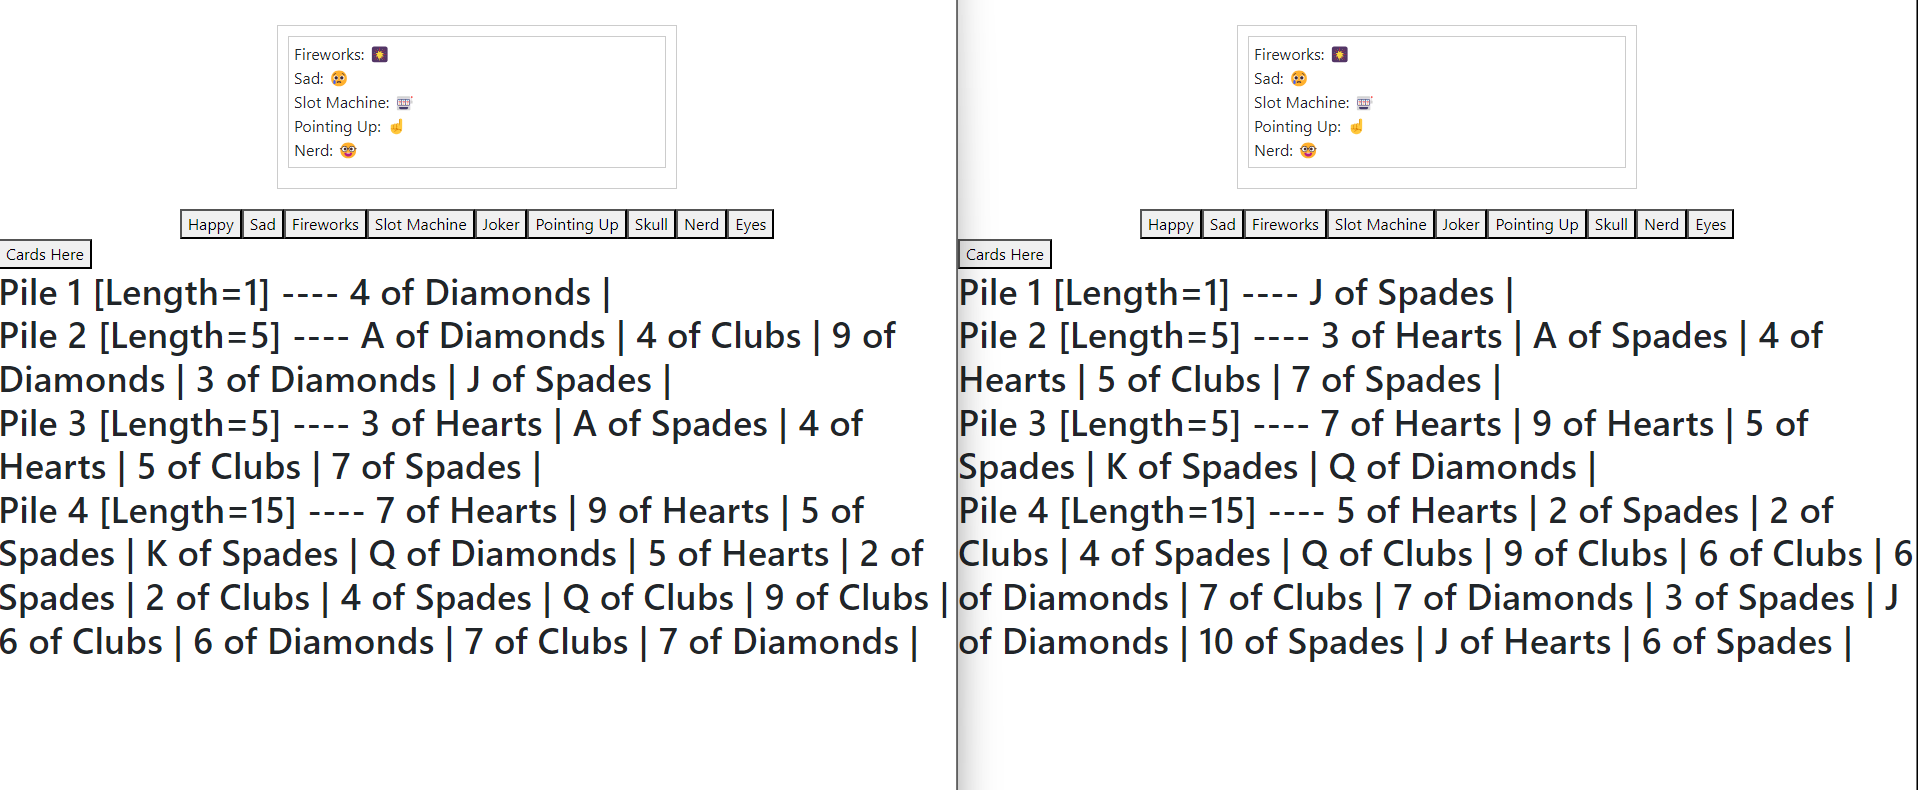 Fireworks: 🎇
Sad: 😢
Slot Machine: 🎰
Pointing Up: ☝
Nerd: 🤓
Happy Sad Fireworks Slot Machine Joker Pointing Up Skull Nerd Eyes
Cards Here
Pile 1 [Length=1] ---- 4 of Diamonds |
Pile 2 [Length=5] ---- A of Diamonds | 4 of Clubs | 9 of
Diamonds | 3 of Diamonds | J of Spades |
Pile 3 [Length=5] ---- 3 of Hearts | A of Spades | 4 of
Hearts | 5 of Clubs | 7 of Spades |
Pile 4 [Length=15] ---- 7 of Hearts | 9 of Hearts | 5 of
Spades | K of Spades | Q of Diamonds | 5 of Hearts | 2 of
Spades | 2 of Clubs | 4 of Spades | Q of Clubs | 9 of Clubs |
6 of Clubs | 6 of Diamonds | 7 of Clubs | 7 of Diamonds |
Fireworks: 🎇
Sad: 😢
Slot Machine: 🎰
Pointing Up: ☝
Nerd: 🤓
Happy Sad Fireworks Slot Machine Joker Pointing Up Skull Nerd Eyes
Cards Here
Pile 1 [Length=1] ---- J of Spades |
Pile 2 [Length=5] ---- 3 of Hearts | A of Spades | 4 of
Hearts | 5 of Clubs | 7 of Spades |
Pile 3 [Length=5] ---- 7 of Hearts | 9 of Hearts | 5 of
Spades | K of Spades | Q of Diamonds |
Pile 4 [Length=15] ---- 5 of Hearts | 2 of Spades | 2 of
Clubs | 4 of Spades | Q of Clubs | 9 of Clubs | 6 of Clubs | 6
of Diamonds | 7 of Clubs | 7 of Diamonds | 3 of Spades | J
of Diamonds | 10 of Spades | J of Hearts | 6 of Spades |